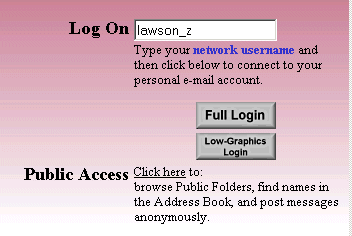 Log On lawson_z
Type your network username and
then click below to connect to your
personal e-mail account.
Full Login
Low-Graphics
Login
Public Access Click here to:
browse Public Folders, find names in
the Address Book, and post messages
anonymously.